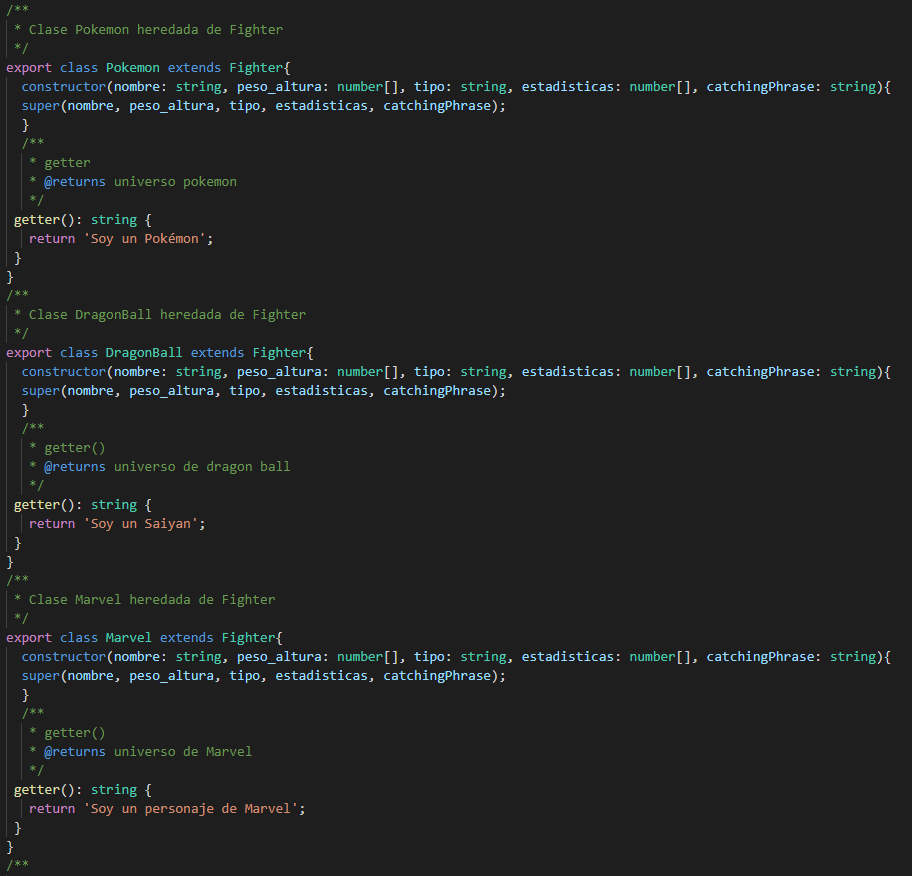 /**
 * Clase Pokemon heredada de Fighter
 */
export class Pokemon extends Fighter{
  constructor(nombre: string, peso_altura: number[], tipo: string, estadisticas: number[], catchingPhrase: string){
  super(nombre, peso_altura, tipo, estadisticas, catchingPhrase);
  }
  /**
   * getter
   * @returns universo pokemon
   */
 getter(): string {
   return 'Soy un Pokémon';
 }
}
/**
 * Clase DragonBall heredada de Fighter
 */
export class DragonBall extends Fighter{
  constructor(nombre: string, peso_altura: number[], tipo: string, estadisticas: number[], catchingPhrase: string){
  super(nombre, peso_altura, tipo, estadisticas, catchingPhrase);
  }
  /**
   * getter()
   * @returns universo de dragon ball
   */
 getter(): string {
   return 'Soy un Saiyan';
 }
}
/**
 * Clase Marvel heredada de Fighter
 */
export class Marvel extends Fighter{
  constructor(nombre: string, peso_altura: number[], tipo: string, estadisticas: number[], catchingPhrase: string){
  super(nombre, peso_altura, tipo, estadisticas, catchingPhrase);
  }
  /**
   * getter()
   * @returns universo de Marvel
   */
 getter(): string {
   return 'Soy un personaje de Marvel';
 }
}
/**